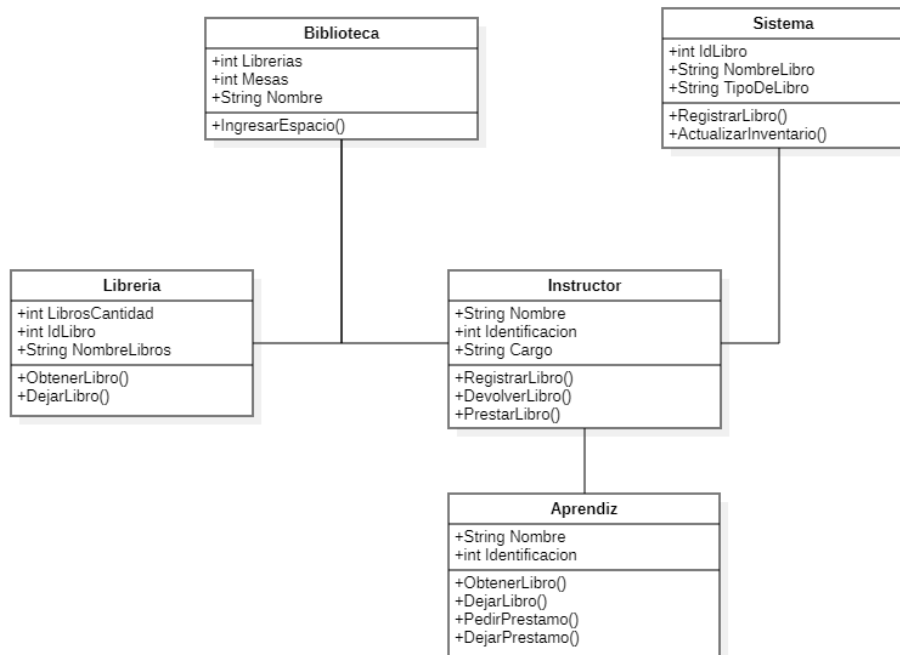 Biblioteca
+int Librerias
+int Mesas
+String Nombre
+IngresarEspacio()
Sistema
+int IdLibro
+String NombreLibro
+String TipoDeLibro
+RegistrarLibro()
+ActualizarInventario()
Libreria
+int LibrosCantidad
+int IdLibro
+String NombreLibros
+ObtenerLibro()
+DejarLibro()
Instructor
+String Nombre
+int Identificacion
+String Cargo
+RegistrarLibro()
+DevolverLibro()
+PrestarLibro()
Aprendiz
+String Nombre
+int Identificacion
+ObtenerLibro()
+DejarLibro()
+PedirPrestamo()
+DejarPrestamo()